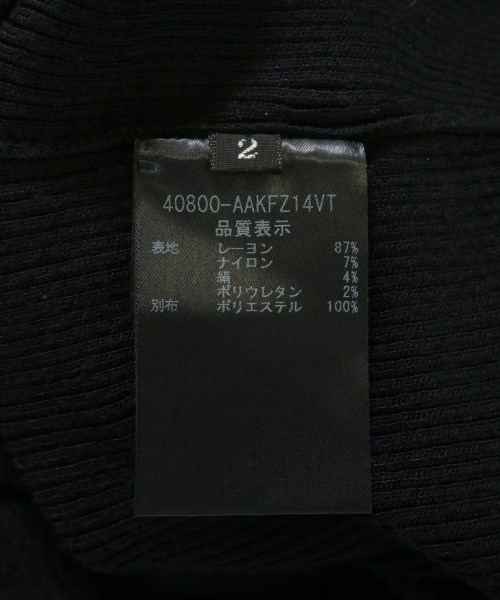 2
40800-AAKFZ14VT
品質表示
表地 レーヨン 87%
ナイロン 7%
絹 4%
ポリウレタン 2%
別布 ポリエステル 100%